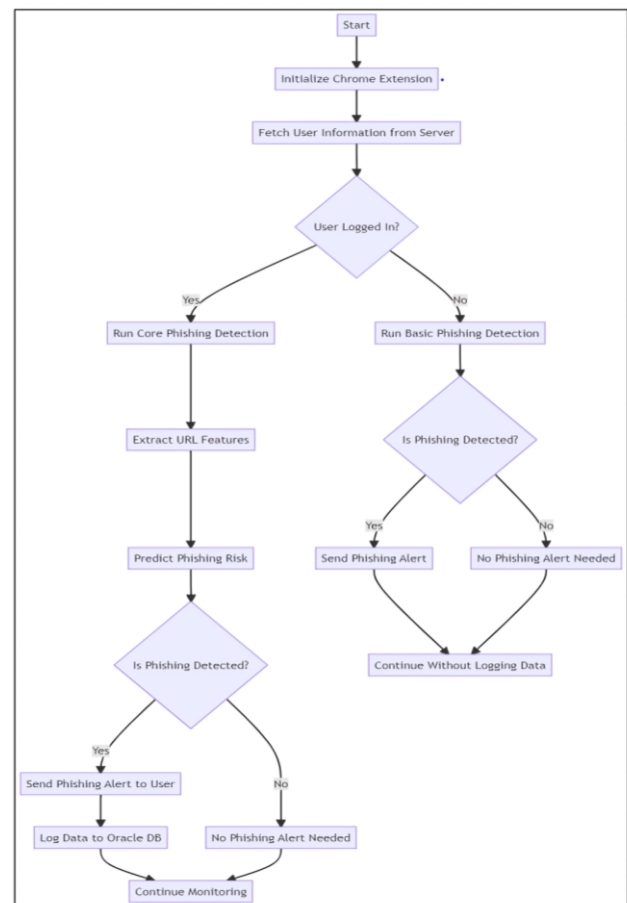 Start
Initialize Chrome Extension
Fetch User Information from Server
User Logged In?
Yes
No
Run Core Phishing Detection
Run Basic Phishing Detection
Extract URL Features
Is Phishing Detected?
Yes
No
Predict Phishing Risk
Send Phishing Alert
No Phishing Alert Needed
Is Phishing Detected?
Continue Without Logging Data
Yes
No
Send Phishing Alert to User
Log Data to Oracle DB
No Phishing Alert Needed
Continue Monitoring